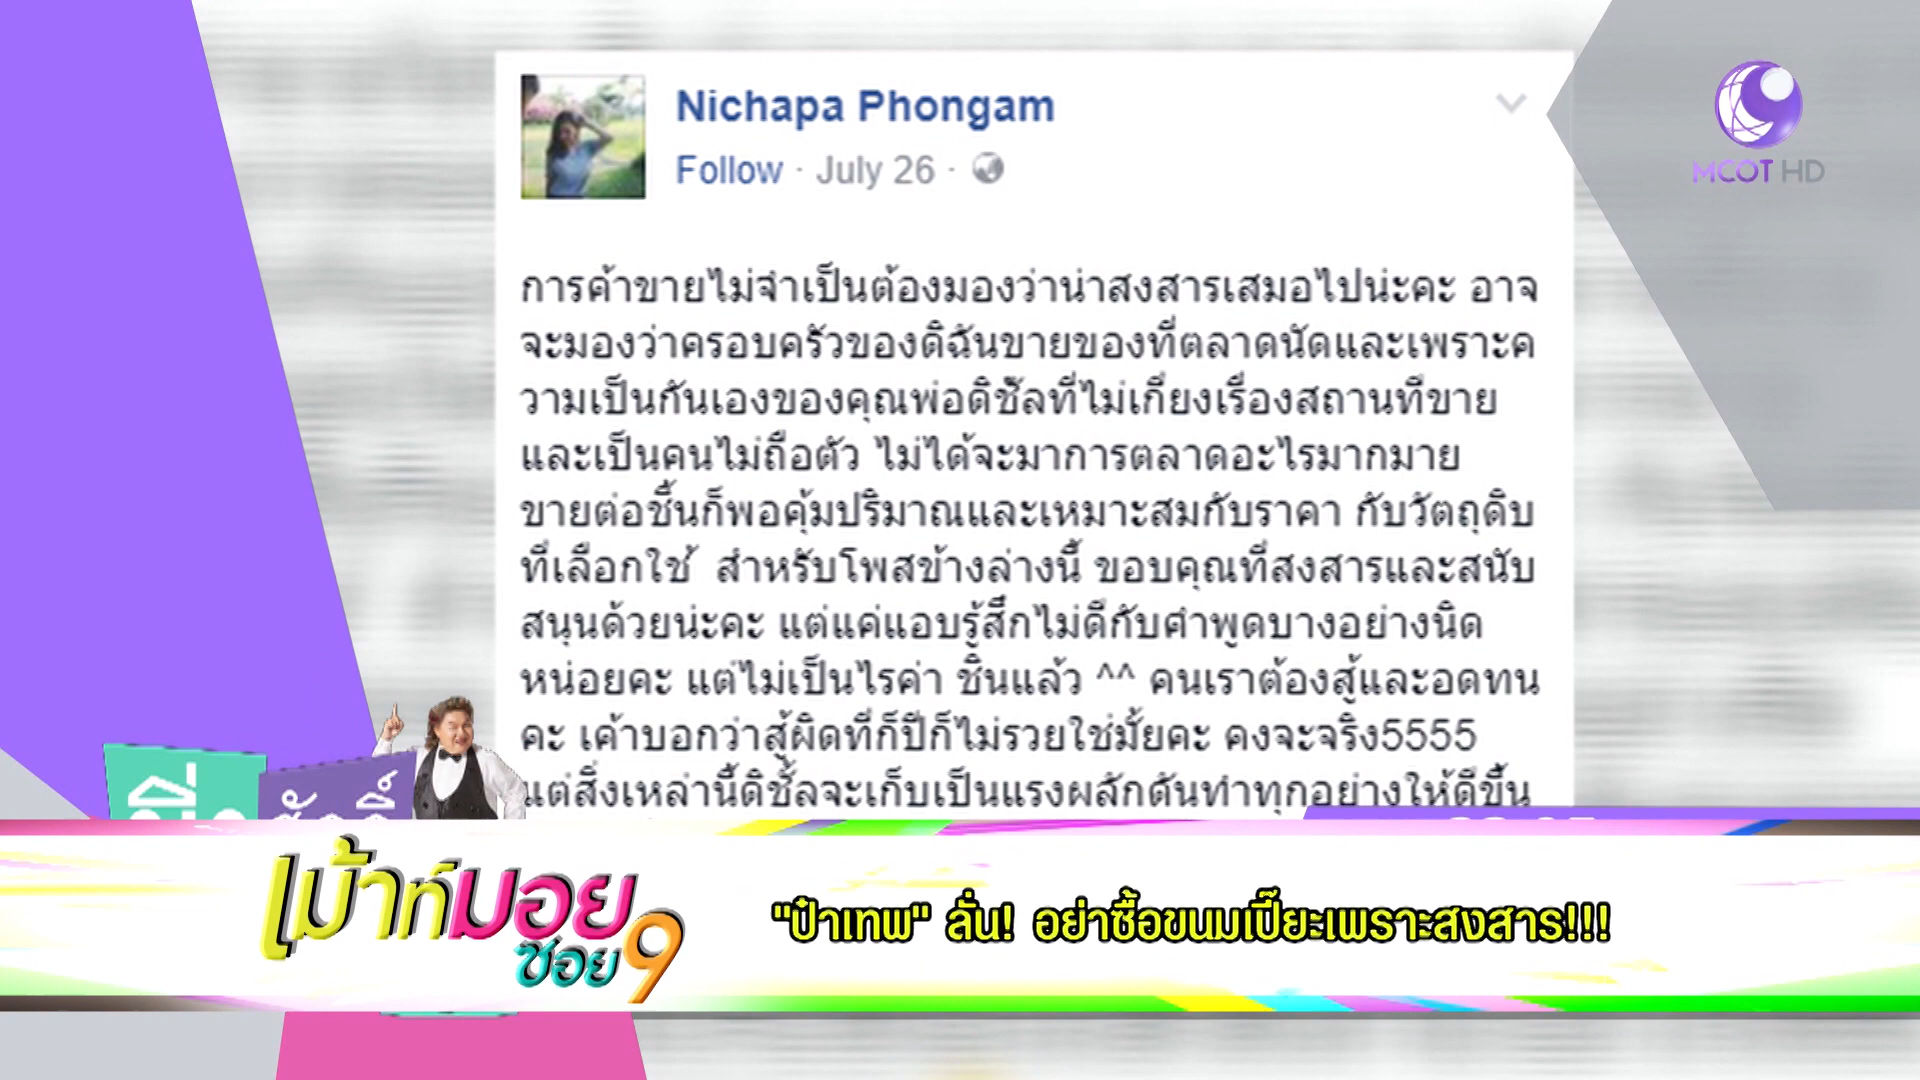 Nichapa Phongam
Follow · July 26 ·
MCOT HD
การค้าขายไม่จำเป็นต้องมองว่าน่าสงสารเสมอไปน่ะคะ อาจ
จะมองว่าครอบครัวของดิฉันขายของที่ตลาดนัดและเพราะค
วามเป็นกันเองของคุณพ่อดิชั้ลที่ไม่เกี่ยงเรื่องสถานที่ขาย
และเป็นคนไม่ถือตัว ไม่ได้จะมาการตลาดอะไรมากมาย
ขายต่อชิ้นก็พอคุ้มปริมาณและเหมาะสมกับราคา กับวัตถุดิบ
ที่เลือกใช้ สำหรับโพสข้างล่างนี้ ขอบคุณที่สงสารและสนับ
สนุนด้วยน่ะคะ แต่แค่แอบรู้สึกไม่ดีกับคำพูดบางอย่างนิด
หน่อยคะ แต่ไม่เป็นไรค่า ชินแล้ว ^^ คนเราต้องสู้และอดทน
คะ เค้าบอกว่าสู้ผิดที่กี่ปีก็ไม่รวยใช่มั้ยคะ คงจะจริง5555
แต่สิ่งเหล่านี้ดิชั้ลจะเก็บเป็นแรงผลักดันทำทุกอย่างให้ดีขึ้น
เม้าท์มอย
ซอย 9
"ป๋าเทพ" ลั่น! อย่าซื้อขนมเปี๊ยะเพราะสงสาร!!!